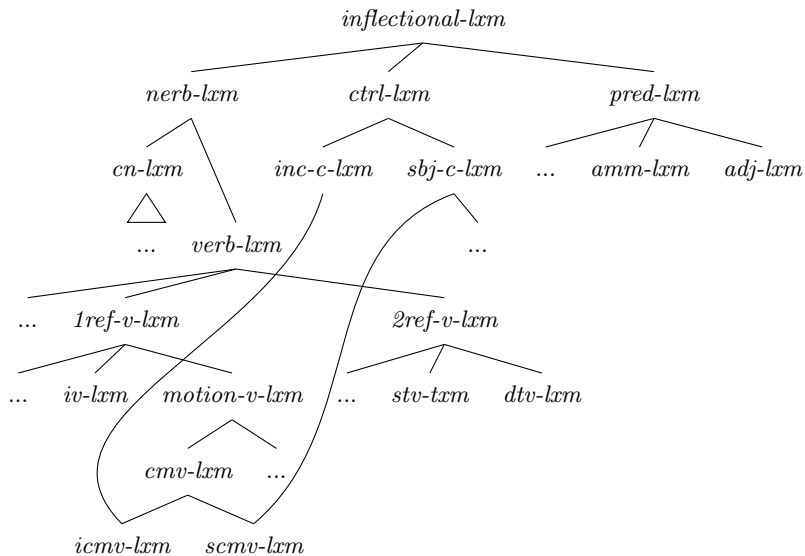 inflectional-lxm
nerb-lxm ctrl-lxm pred-lxm
cn-lxm inc-c-lxm sbj-c-lxm ... amm-lxm adj-lxm
... verb-lxm ...
... 1ref-v-lxm 2ref-v-lxm
... iv-lxm motion-v-lxm ... stv-txm dtv-lxm
cmv-lxm ...
icmv-lxm scmv-lxm